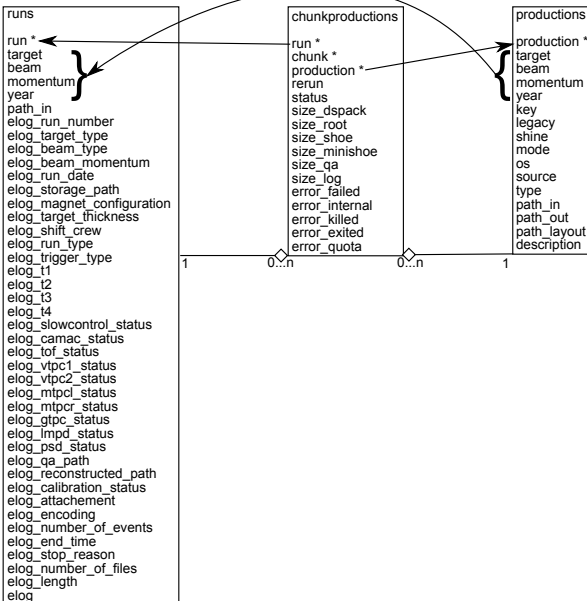 runs
run *
target
beam
momentum
year
path_in
elog_run_number
elog_target_type
elog_beam_type
elog_beam_momentum
elog_run_date
elog_storage_path
elog_magnet_configuration
elog_target_thickness
elog_shift_crew
elog_run_type
elog_trigger_type
elog_t1
elog_t2
elog_t3
elog_t4
elog_slowcontrol_status
elog_camac_status
elog_tof_status
elog_vtpc1_status
elog_vtpc2_status
elog_mtpcl_status
elog_mtpcr_status
elog_gtpc_status
elog_lmpd_status
elog_psd_status
elog_qa_path
elog_reconstructed_path
elog_calibration_status
elog_attachement
elog_encoding
elog_number_of_events
elog_end_time
elog_stop_reason
elog_number_of_files
elog_length
elog
1
0...n
chunkproductions
run *
chunk *
production *
rerun
status
size_dspack
size_root
size_shoe
size_minishoe
size_qa
size_log
error_failed
error_internal
error_killed
error_exited
error_quota
0...n
1
productions
production *
target
beam
momentum
year
key
legacy
shine
mode
os
source
type
path_in
path_out
path_layout
description